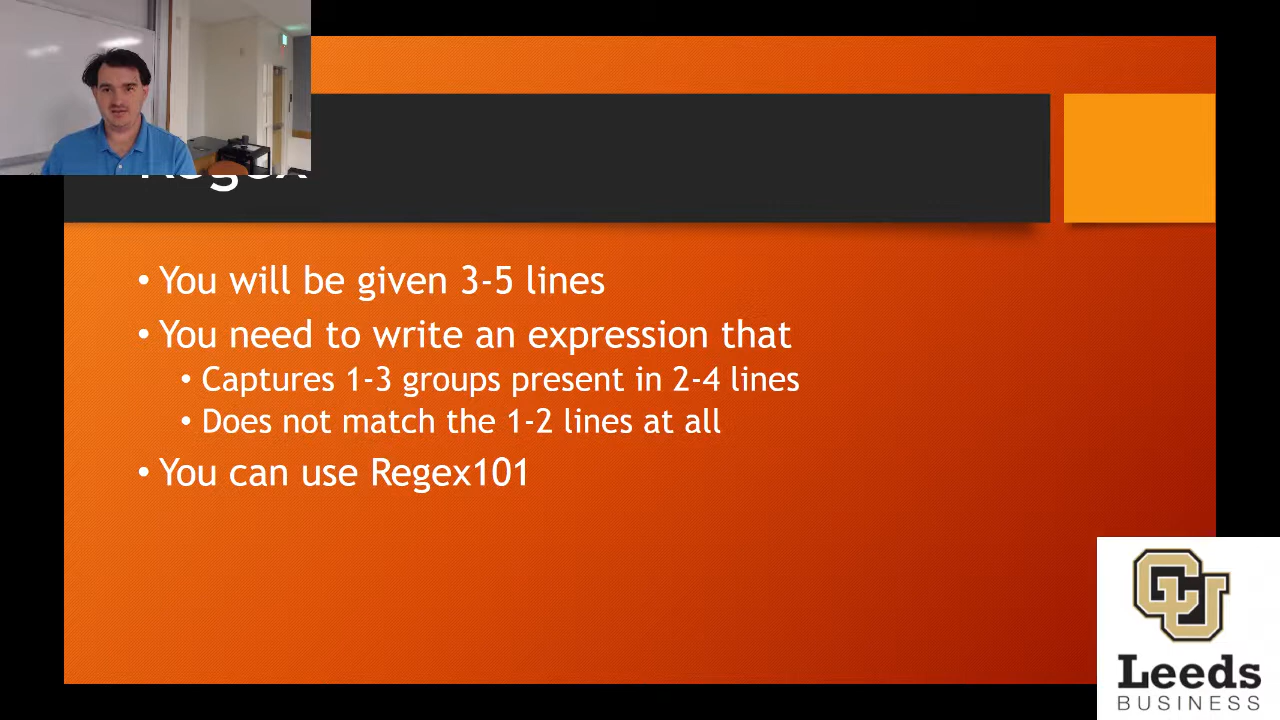 Regex
• You will be given 3-5 lines
• You need to write an expression that
• Captures 1-3 groups present in 2-4 lines
• Does not match the 1-2 lines at all
• You can use Regex101
CU
Leeds
BUSINESS